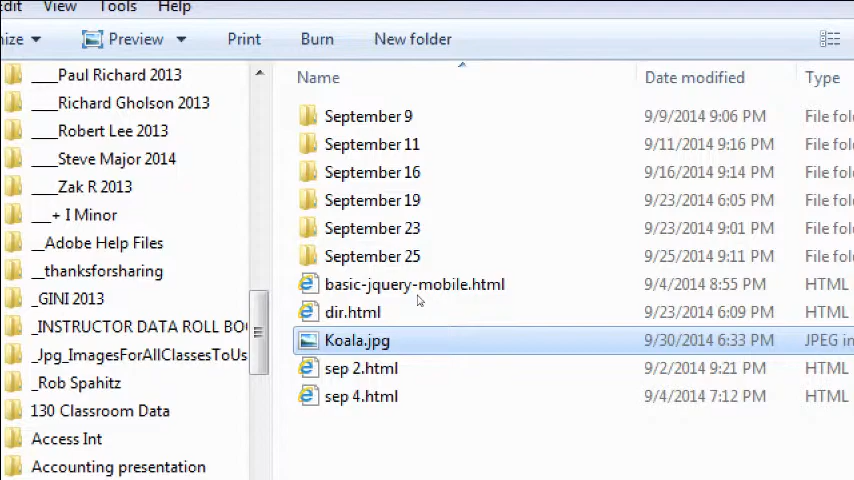 Edit View Tools Help
nize Preview Print Burn New folder
Name Date modified Type
___Paul Richard 2013
___Richard Gholson 2013
___Robert Lee 2013
___Steve Major 2014
___Zak R 2013
__+ I Minor
__Adobe Help Files
__thanksforsharing
_GINI 2013
_INSTRUCTOR DATA ROLL BO
_Jpg_ImagesForAllClassesToUs
_Rob Spahitz
130 Classroom Data
Access Int
Accounting presentation
September 9 9/9/2014 9:06 PM File fol
September 11 9/11/2014 9:16 PM File fol
September 16 9/16/2014 9:14 PM File fol
September 19 9/23/2014 6:05 PM File fol
September 23 9/23/2014 9:01 PM File fol
September 25 9/25/2014 9:11 PM File fol
basic-jquery-mobile.html 9/4/2014 8:55 PM HTML
dir.html 9/23/2014 6:09 PM HTML
Koala.jpg 9/30/2014 6:33 PM JPEG in
sep 2.html 9/2/2014 9:21 PM HTML
sep 4.html 9/4/2014 7:12 PM HTML